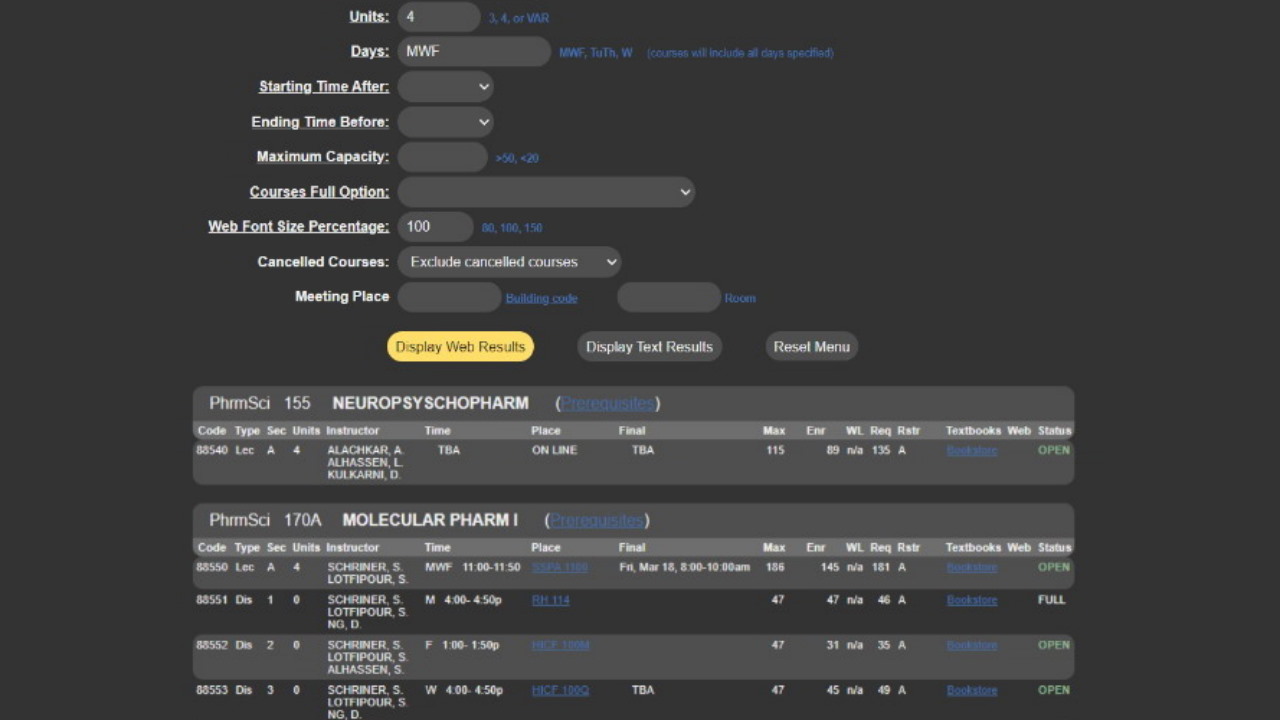 Units: 4 3, 4, or VAR
Days: MWF MWF, TuTh, W (courses will include all days specified)
Starting Time After:
Ending Time Before:
Maximum Capacity: >50, <20
Courses Full Option:
Web Font Size Percentage: 100 80, 100, 150
Cancelled Courses: Exclude cancelled courses
Meeting Place Building code Room
Display Web Results Display Text Results Reset Menu
PhrmSci 155 NEUROPSYSCHOPHARM (Prerequisites)
Code Type Sec Units Instructor Time Place Final Max Enr WL Req Rstr Textbooks Web Status
88540 Lec A 4 ALACHKAR, A. TBA ON LINE TBA 115 89 n/a 135 A Bookstore OPEN
ALHASSEN, L.
KULKARNI, D.
PhrmSci 170A MOLECULAR PHARM I (Prerequisites)
Code Type Sec Units Instructor Time Place Final Max Enr WL Req Rstr Textbooks Web Status
88550 Lec A 4 SCHRINER, S. MWF 11:00-11:50 SSPA 1100 Fri, Mar 18, 8:00-10:00am 186 145 n/a 181 A Bookstore OPEN
LOTFIPOUR, S.
88551 Dis 1 0 SCHRINER, S. M 4:00- 4:50p RH 114 47 47 n/a 46 A Bookstore FULL
LOTFIPOUR, S.
NG, D.
88552 Dis 2 0 SCHRINER, S. F 1:00- 1:50p HICF 100M 47 31 n/a 35 A Bookstore OPEN
LOTFIPOUR, S.
ALHASSEN, S.
88553 Dis 3 0 SCHRINER, S. W 4:00- 4:50p HICF 100Q TBA 47 45 n/a 49 A Bookstore OPEN
LOTFIPOUR, S.
NG, D.